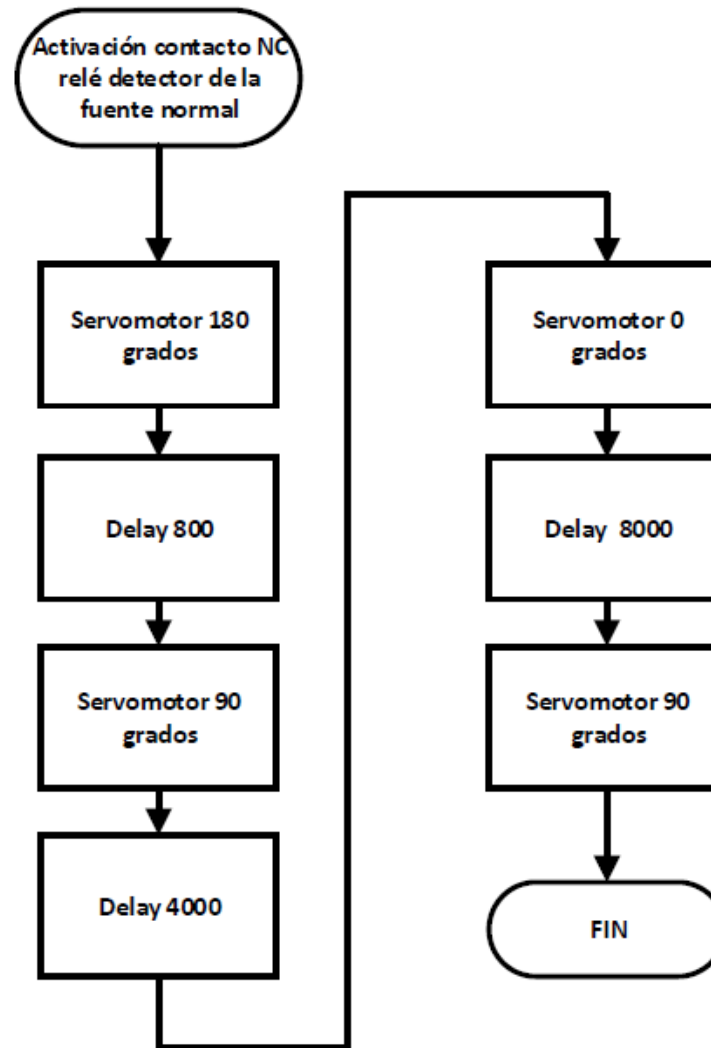 Activación contacto NC
relé detector de la
fuente normal
Servomotor 180
grados
Delay 800
Servomotor 90
grados
Delay 4000
Servomotor 0
grados
Delay 8000
Servomotor 90
grados
FIN